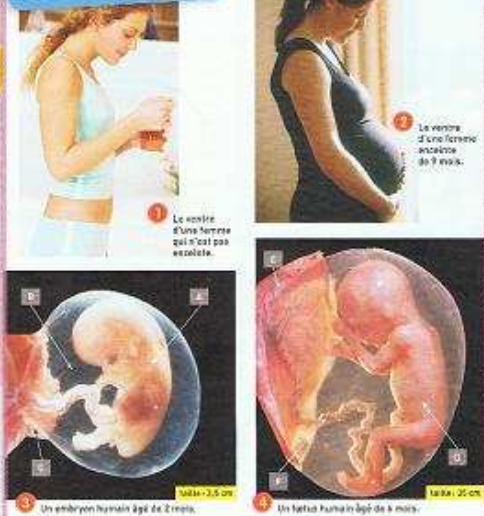 1
Le ventre
d'une femme
qui n'est pas
enceinte.
2
Le ventre
d'une femme
enceinte
de 9 mois.
D
A
C
taille : 3,5 cm
3 Un embryon humain âgé de 2 mois.
E
F
G
taille : 35 cm
4 Un fœtus humain âgé de 6 mois.